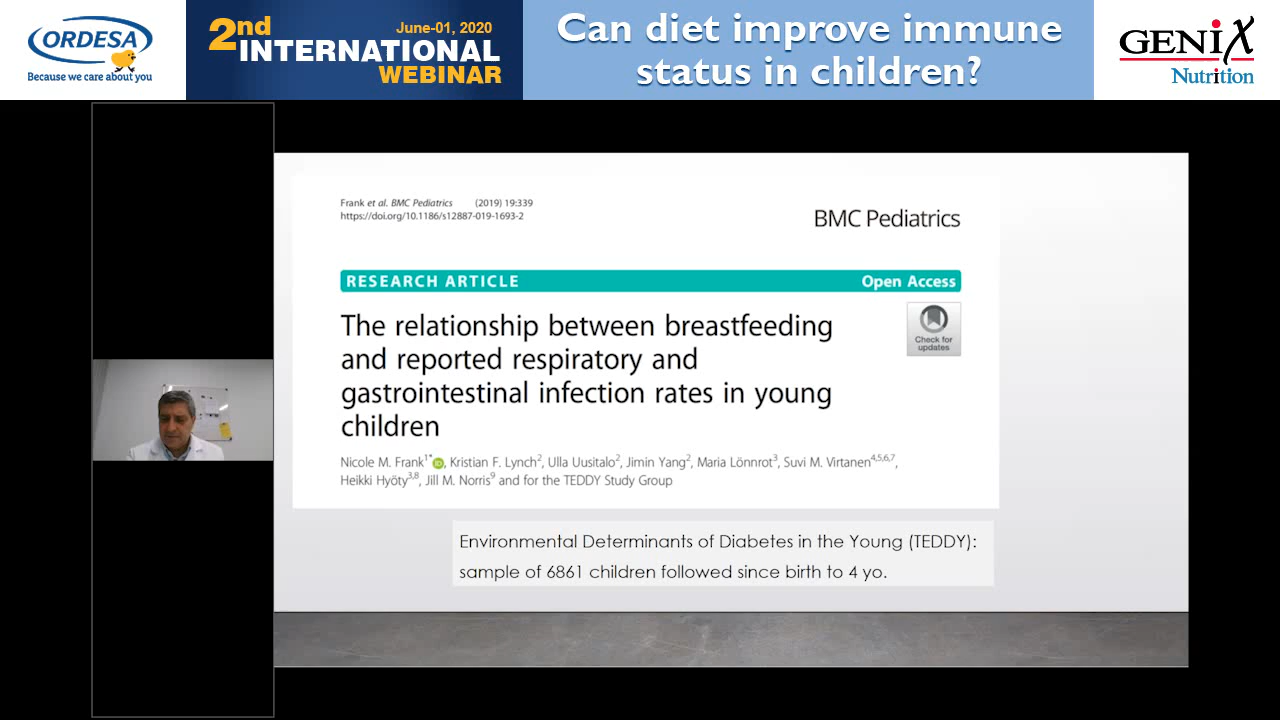 ORDESA
Because we care about you
2nd
June-01, 2020
INTERNATIONAL
WEBINAR
Can diet improve immune
status in children?
GENIX
Nutrition
Frank et al. BMC Pediatrics (2019) 19:339
https://doi.org/10.1186/s12887-019-1693-2
BMC Pediatrics
RESEARCH ARTICLE
Open Access
The relationship between breastfeeding
and reported respiratory and
gastrointestinal infection rates in young
children
Check for
updates
Nicole M. Frank1*, Kristian F. Lynch2, Ulla Uusitalo2, Jimin Yang2, Maria Lönnrot3, Suvi M. Virtanen4,5,6,7,
Heikki Hyöty3,8, Jill M. Norris9 and for the TEDDY Study Group
Environmental Determinants of Diabetes in the Young (TEDDY):
sample of 6861 children followed since birth to 4 yo.